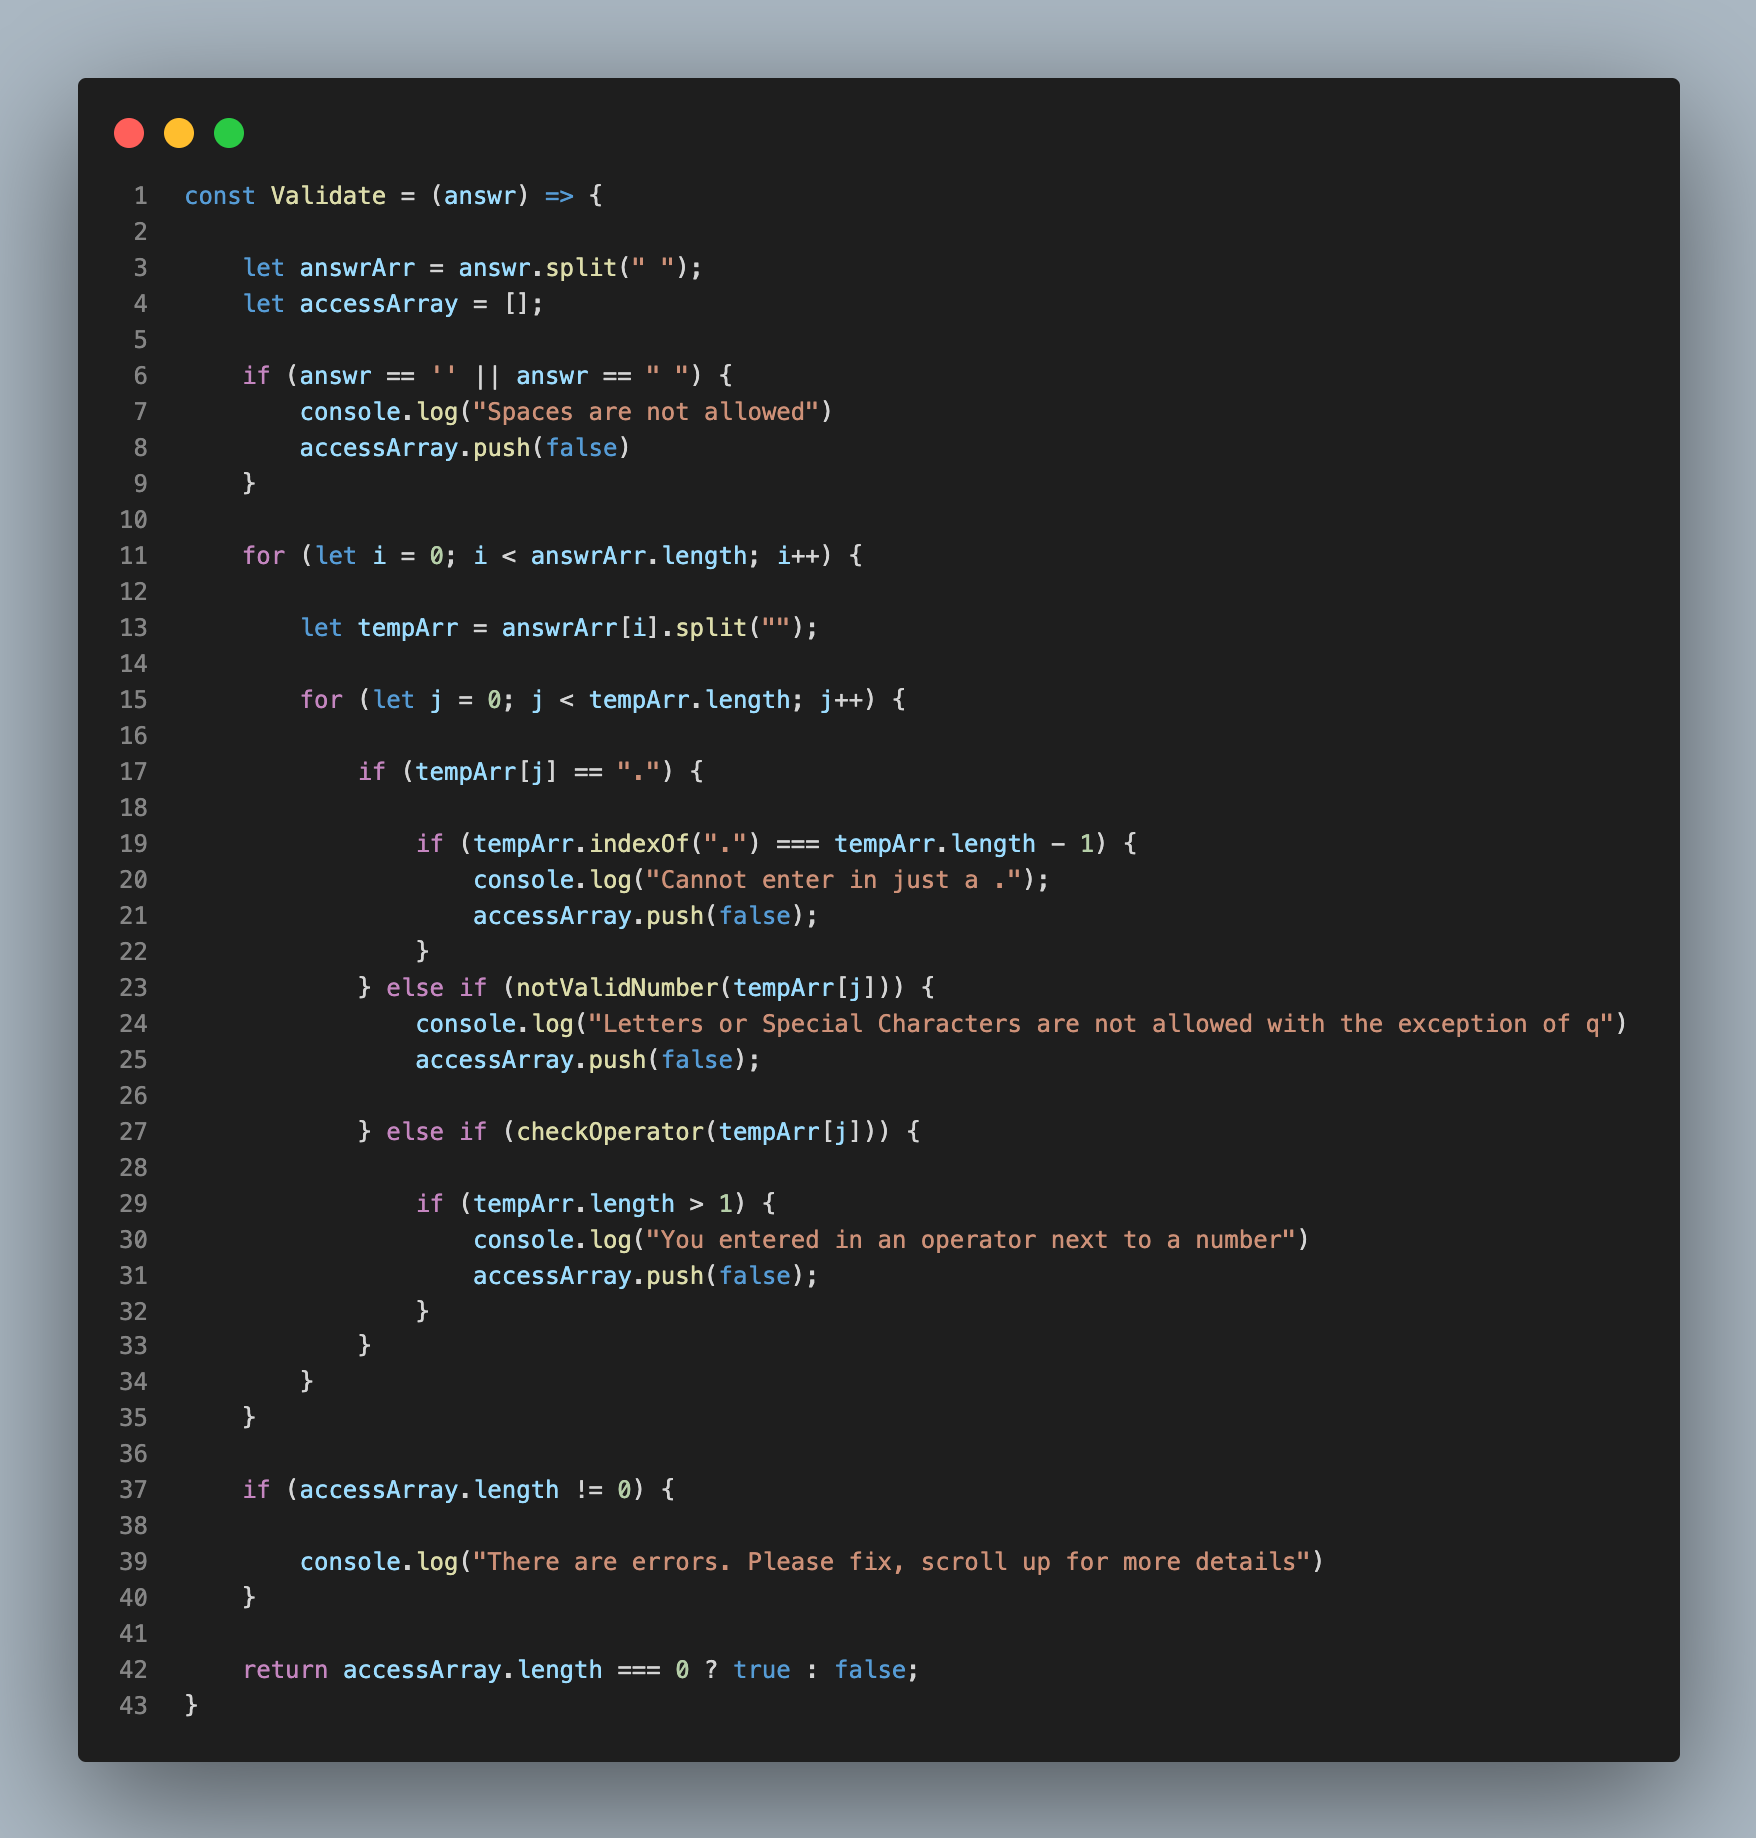 1 const Validate = (answr) => {
2
3     let answrArr = answr.split(" ");
4     let accessArray = [];
5
6     if (answr == '' || answr == " ") {
7         console.log("Spaces are not allowed")
8         accessArray.push(false)
9     }
10
11     for (let i = 0; i < answrArr.length; i++) {
12
13         let tempArr = answrArr[i].split("");
14
15         for (let j = 0; j < tempArr.length; j++) {
16
17             if (tempArr[j] == ".") {
18
19                 if (tempArr.indexOf(".") === tempArr.length - 1) {
20                     console.log("Cannot enter in just a .");
21                     accessArray.push(false);
22                 }
23             } else if (notValidNumber(tempArr[j])) {
24                 console.log("Letters or Special Characters are not allowed with the exception of q")
25                 accessArray.push(false);
26
27             } else if (checkOperator(tempArr[j])) {
28
29                 if (tempArr.length > 1) {
30                     console.log("You entered in an operator next to a number")
31                     accessArray.push(false);
32                 }
33             }
34         }
35     }
36
37     if (accessArray.length != 0) {
38
39         console.log("There are errors. Please fix, scroll up for more details")
40     }
41
42     return accessArray.length === 0 ? true : false;
43 }